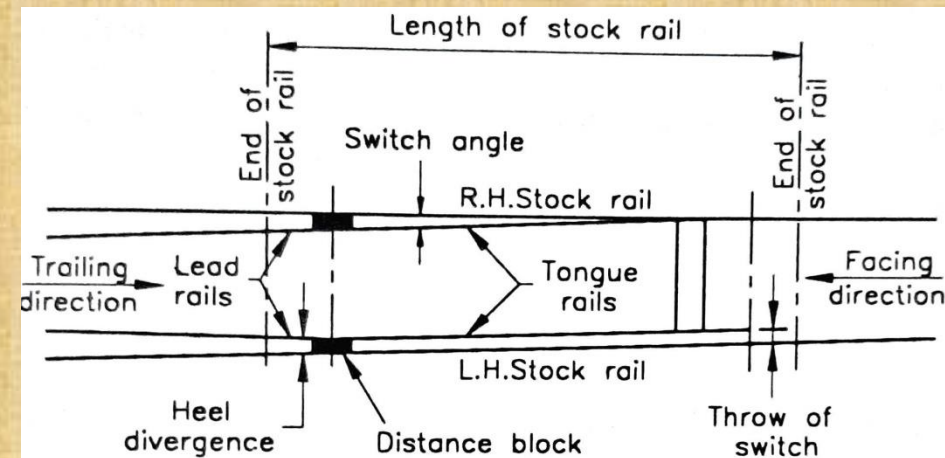 Length of stock rail
End of
stock rail
End of
stock rail
Switch angle
R.H.Stock rail
Trailing
direction
Lead
rails
Tongue
rails
Facing
direction
L.H.Stock rail
Heel
divergence
Distance block
Throw of
switch